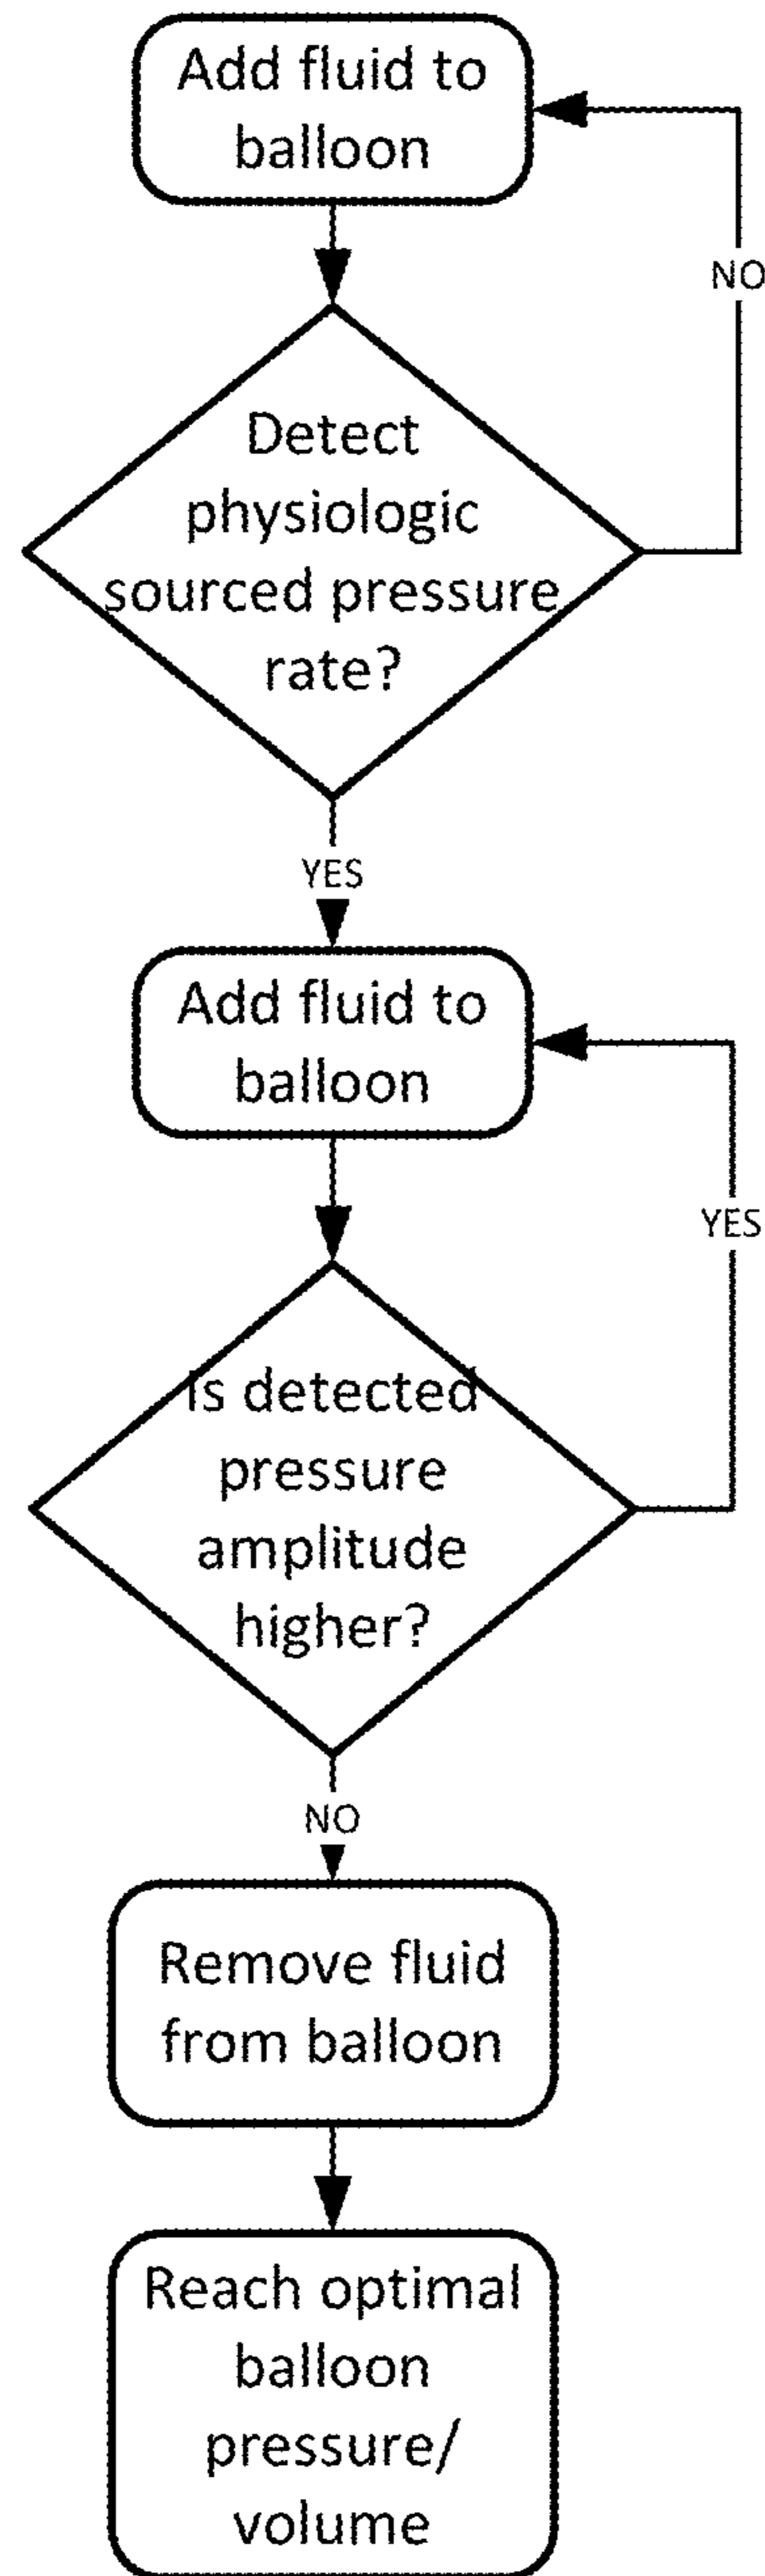 Add fluid to
balloon
NO
Detect
physiologic
sourced pressure
rate?
YES
Add fluid to
balloon
YES
Is detected
pressure
amplitude
higher?
NO
Remove fluid
from balloon
Reach optimal
balloon
pressure/
volume